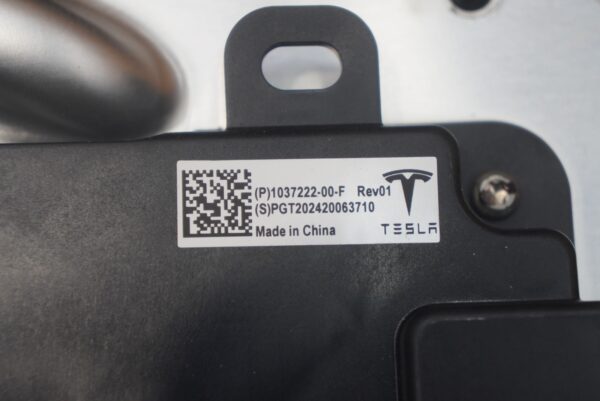 (P)1037222-00-F Rev01
(S)PGT202420063710
Made in China
TESLA